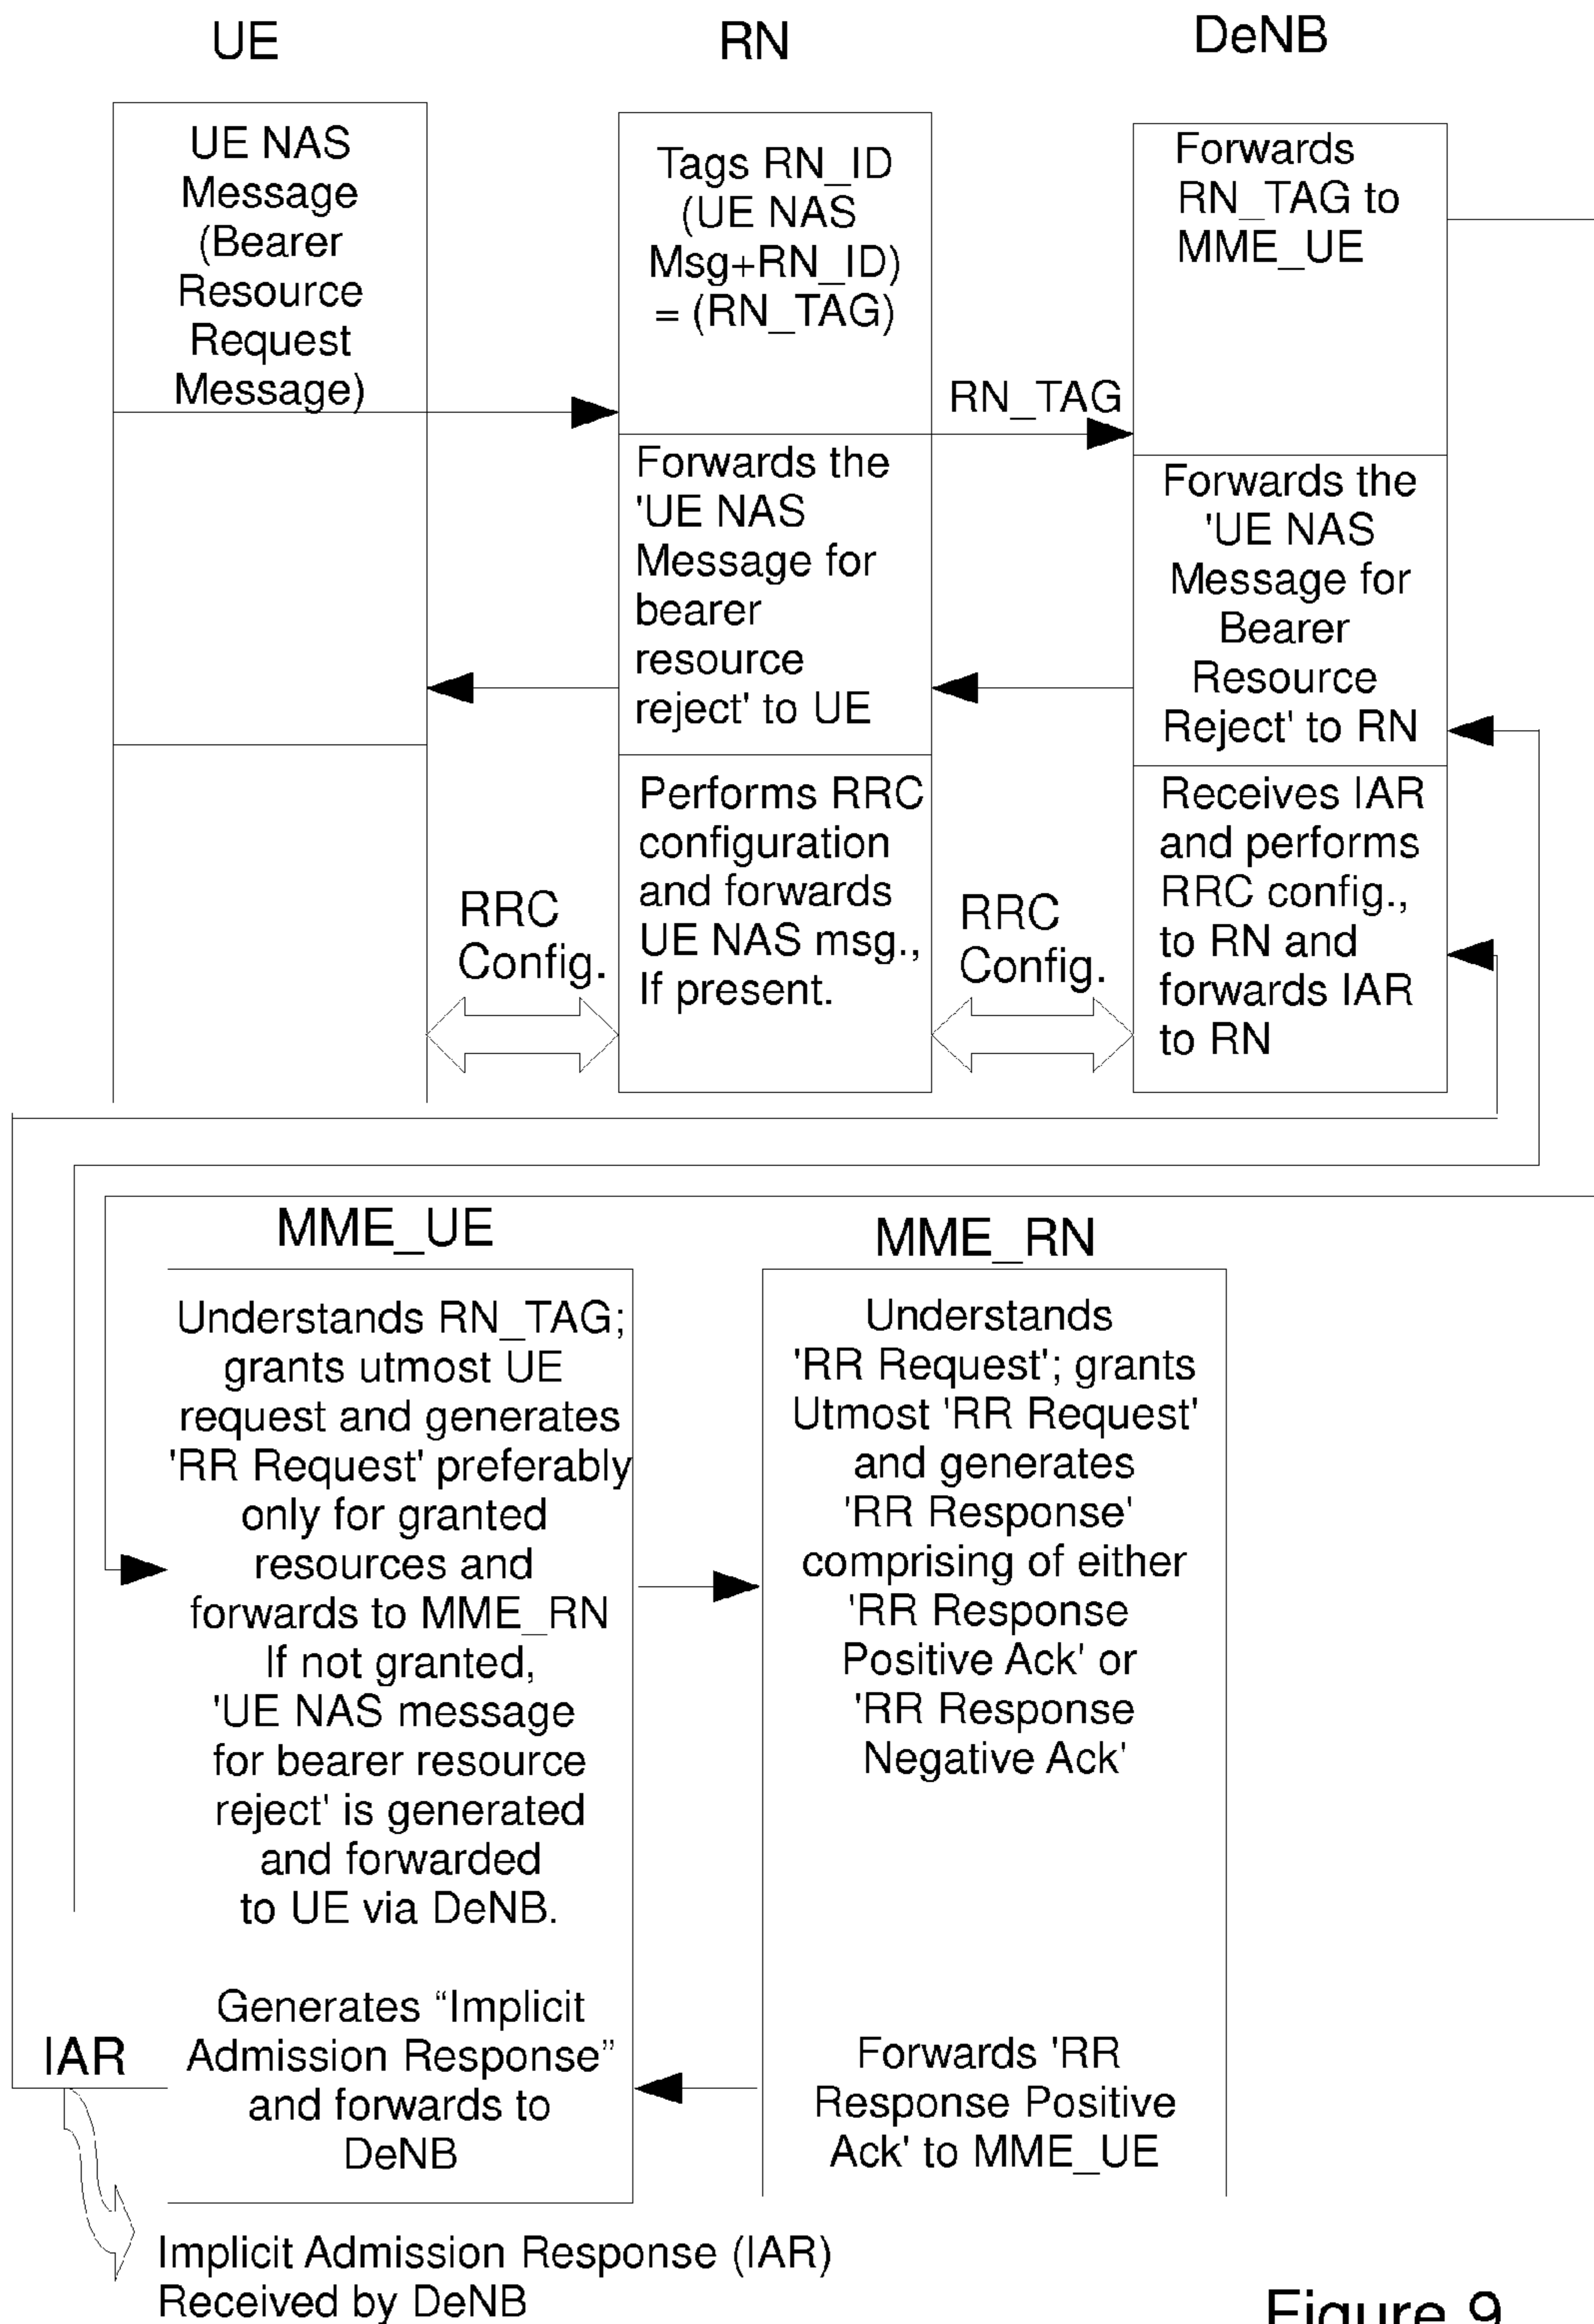 UE
RN
DeNB
UE NAS
Message
(Bearer
Resource
Request
Message)
Tags RN_ID
(UE NAS
Msg+RN_ID)
= (RN_TAG)
RN_TAG
Forwards
RN_TAG to
MME_UE
Forwards the
'UE NAS
Message for
bearer
resource
reject' to UE
Forwards the
'UE NAS
Message for
Bearer
Resource
Reject' to RN
RRC
Config.
Performs RRC
configuration
and forwards
UE NAS msg.,
If present.
RRC
Config.
Receives IAR
and performs
RRC config.,
to RN and
forwards IAR
to RN
MME_UE
MME_RN
Understands RN_TAG;
grants utmost UE
request and generates
'RR Request' preferably
only for granted
resources and
forwards to MME_RN
If not granted,
'UE NAS message
for bearer resource
reject' is generated
and forwarded
to UE via DeNB.
Understands
'RR Request'; grants
Utmost 'RR Request'
and generates
'RR Response'
comprising of either
'RR Response
Positive Ack' or
'RR Response
Negative Ack'
IAR
Generates “Implicit
Admission Response”
and forwards to
DeNB
Forwards 'RR
Response Positive
Ack' to MME_UE
Implicit Admission Response (IAR)
Received by DeNB
Figure 9